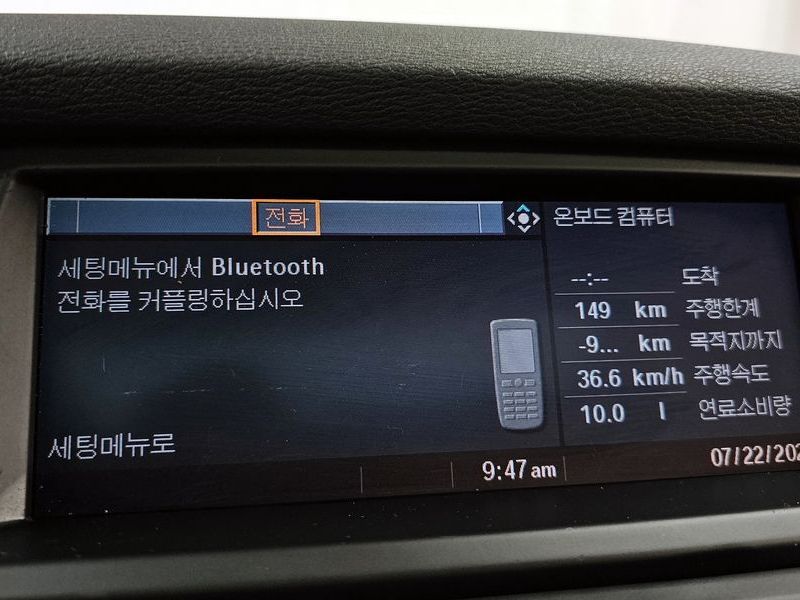 전화
세팅메뉴에서 Bluetooth
전화를 커플링하십시오
세팅메뉴로
온보드 컴퓨터
--:-- 도착
149 km 주행한계
-9... km 목적지까지
36.6 km/h 주행속도
10.0 l 연료소비량
9:47 am
07/22/202